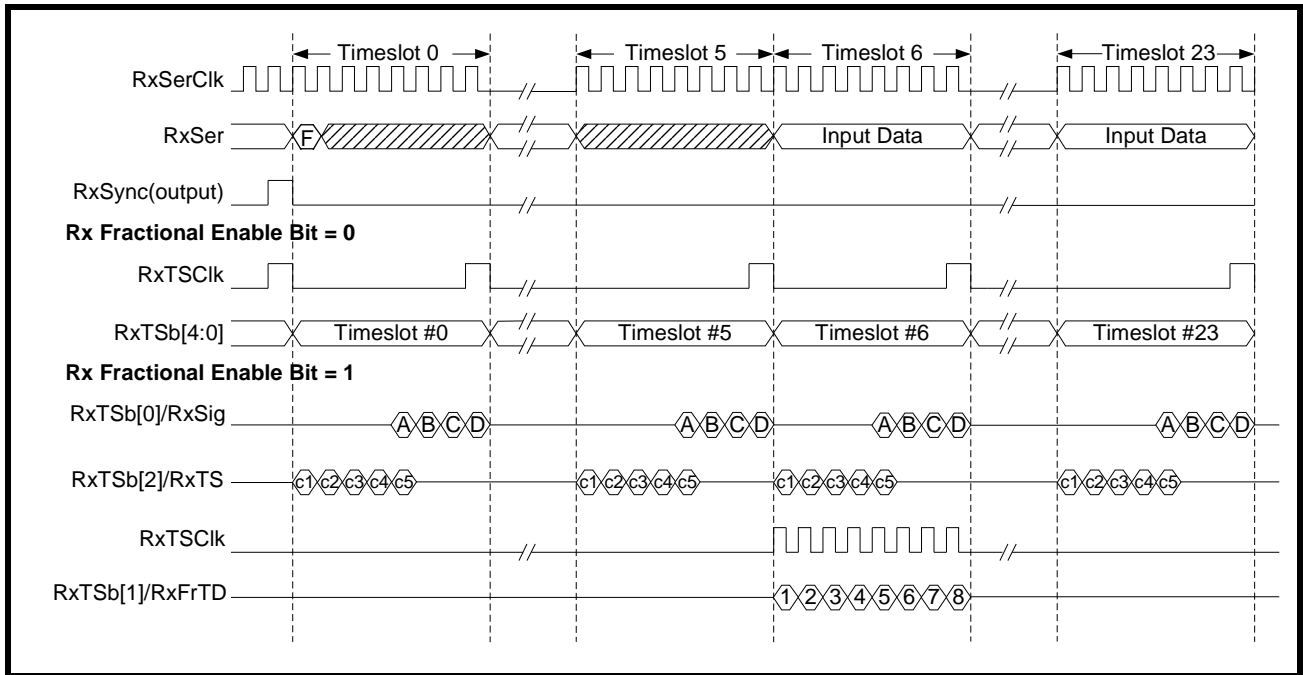 Timeslot 0 Timeslot 5 Timeslot 6 Timeslot 23
RxSerClk
RxSer F Input Data Input Data
RxSync(output)
Rx Fractional Enable Bit = 0
RxTSClk
RxTSb[4:0] Timeslot #0 Timeslot #5 Timeslot #6 Timeslot #23
Rx Fractional Enable Bit = 1
RxTSb[0]/RxSig A B C D A B C D A B C D A B C D
RxTSb[2]/RxTS c1 c2 c3 c4 c5 c1 c2 c3 c4 c5 c1 c2 c3 c4 c5 c1 c2 c3 c4 c5
RxTSClk
RxTSb[1]/RxFrTD 1 2 3 4 5 6 7 8